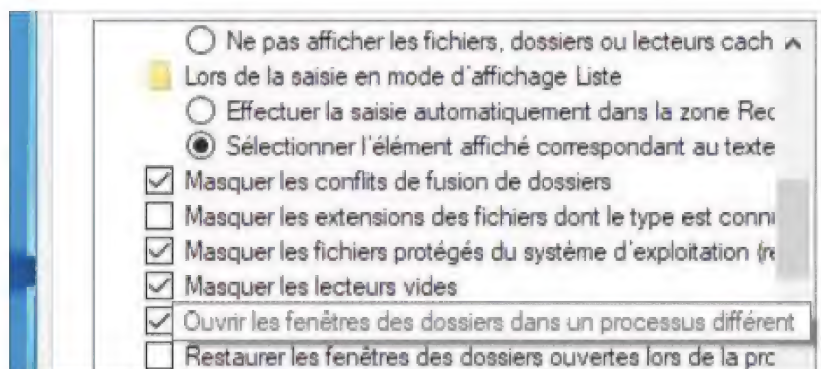 Ne pas afficher les fichiers, dossiers ou lecteurs cach
Lors de la saisie en mode d'affichage Liste
Effectuer la saisie automatiquement dans la zone Rec
Sélectionner l'élément affiché correspondant au texte
Masquer les conflits de fusion de dossiers
Masquer les extensions des fichiers dont le type est connu
Masquer les fichiers protégés du système d'exploitation (re
Masquer les lecteurs vides
Ouvrir les fenêtres des dossiers dans un processus différent
Restaurer les fenêtres des dossiers ouvertes lors de la pro